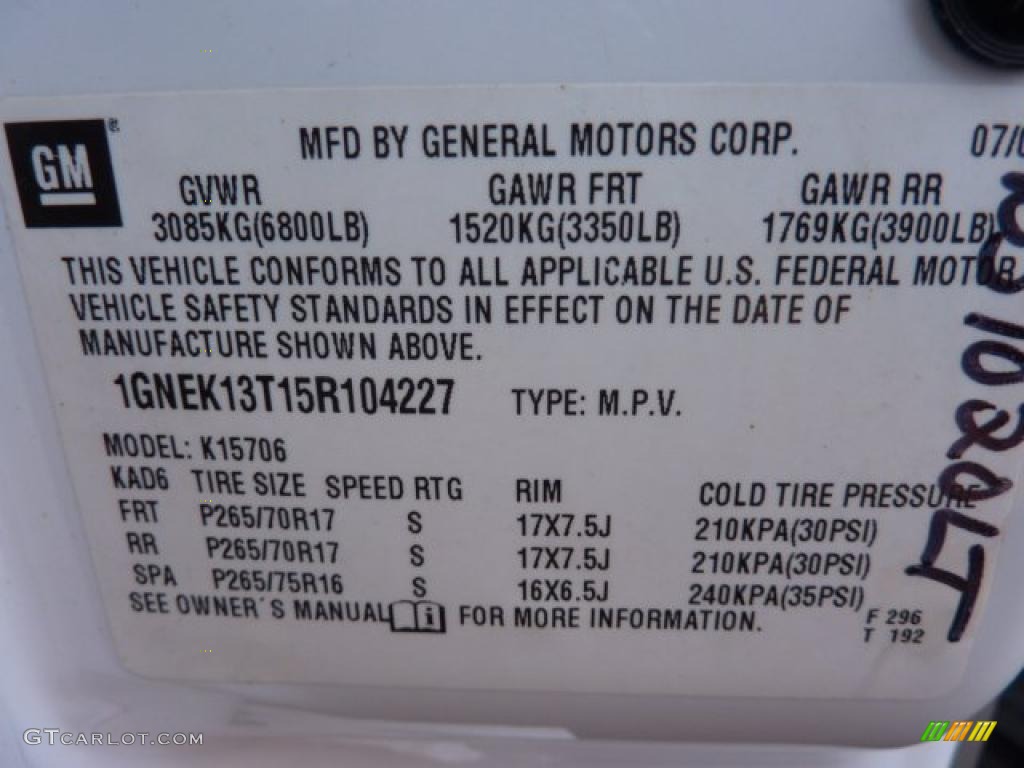 GM ®
MFD BY GENERAL MOTORS CORP. 07/0
GVWR GAWR FRT GAWR RR
3085KG(6800LB) 1520KG(3350LB) 1769KG(3900LB)
THIS VEHICLE CONFORMS TO ALL APPLICABLE U.S. FEDERAL MOTOR
VEHICLE SAFETY STANDARDS IN EFFECT ON THE DATE OF
MANUFACTURE SHOWN ABOVE.
1GNEK13T15R104227 TYPE: M.P.V.
MODEL: K15706
KAD6 TIRE SIZE SPEED RTG RIM COLD TIRE PRESSURE
FRT P265/70R17 S 17X7.5J 210KPA(30PSI)
RR P265/70R17 S 17X7.5J 210KPA(30PSI)
SPA P265/75R16 S 16X6.5J 240KPA(35PSI)
SEE OWNER'S MANUAL FOR MORE INFORMATION.
F 296
T 192
GTCARLOT.COM